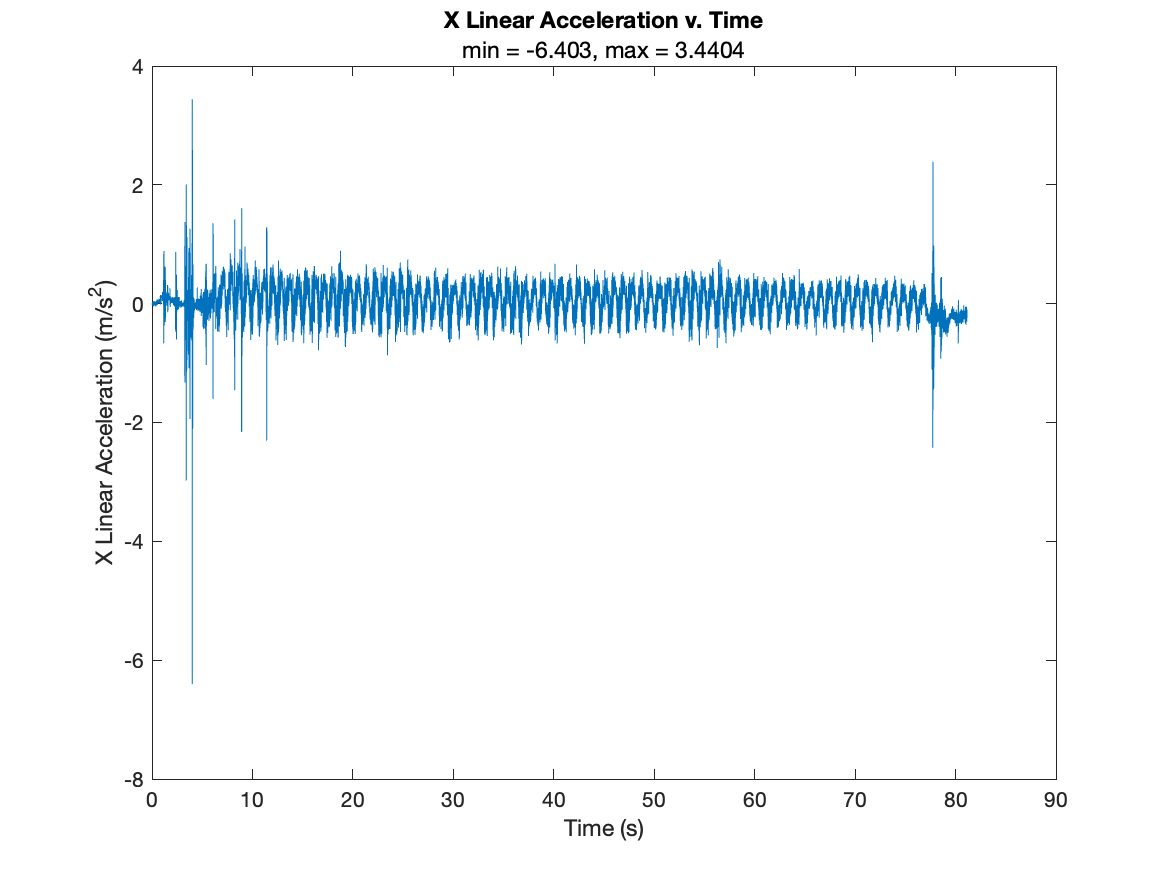 X Linear Acceleration v. Time
min = -6.403, max = 3.4404
X Linear Acceleration (m/s²)
4
2
0
-2
-4
-6
-8
0 10 20 30 40 50 60 70 80 90
Time (s)